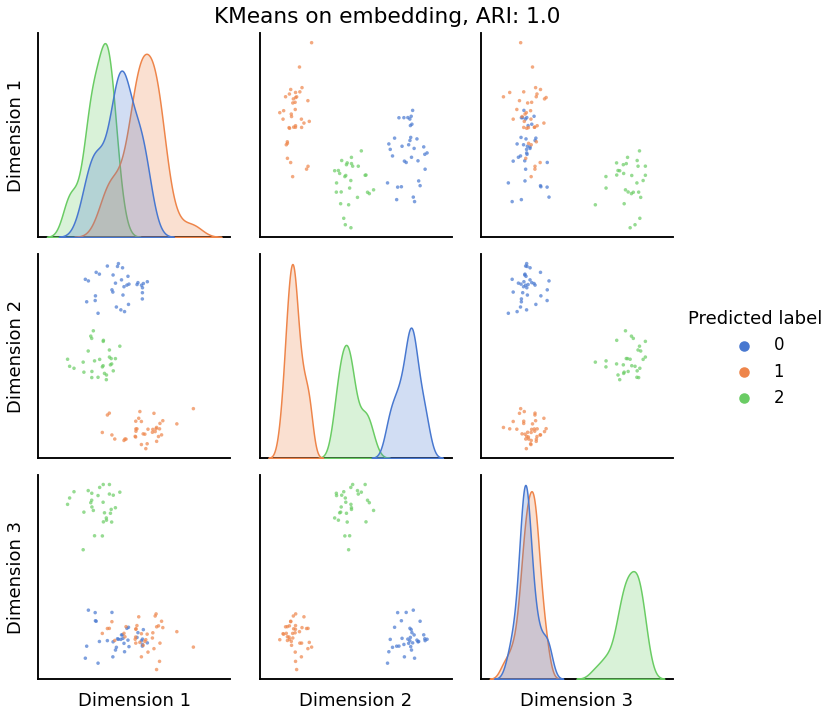 KMeans on embedding, ARI: 1.0
Dimension 1
Dimension 2
Predicted label
0
1
2
Dimension 3
Dimension 1
Dimension 2
Dimension 3